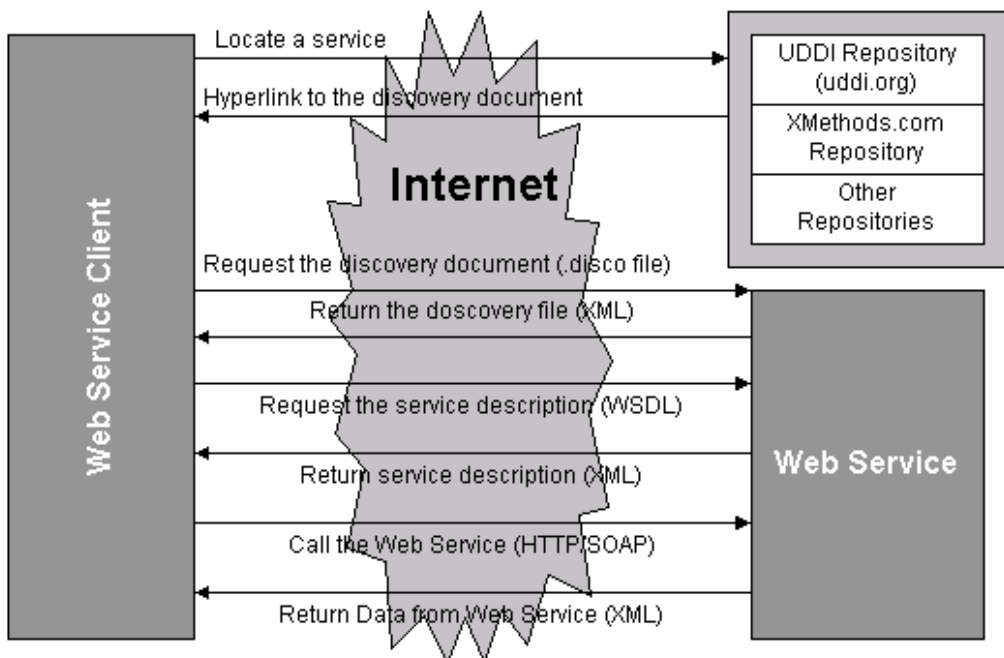 Locate a service
Hyperlink to the discovery document
UDDI Repository
(uddi.org)
XMethods.com
Repository
Other
Repositories
Internet
Web Service Client
Request the discovery document (.disco file)
Return the doscovery file (XML)
Request the service description (WSDL)
Return service description (XML)
Web Service
Call the Web Service (HTTP/SOAP)
Return Data from Web Service (XML)